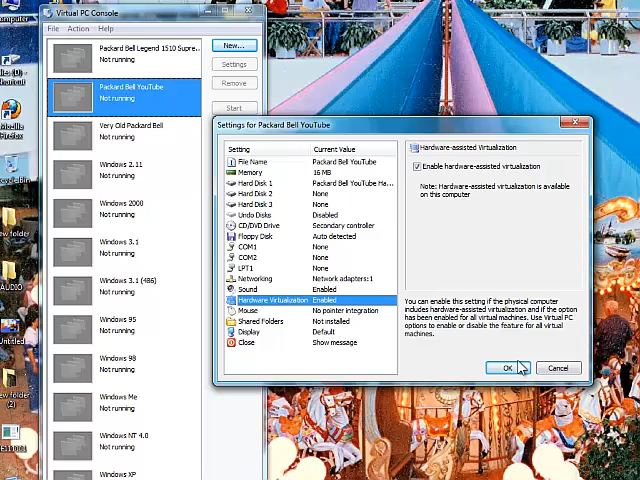 Computer
Virtual PC Console
File Action Help
Packard Bell Legend 1510 Supre...
Not running
New...
Settings
Remove
Start
Packard Bell YouTube
Not running
Very Old Packard Bell
Not running
Windows 2.11
Not running
Windows 2000
Not running
Windows 3.1
Not running
Windows 3.1 (486)
Not running
Windows 95
Not running
Windows 98
Not running
Windows Me
Not running
Windows NT 4.0
Not running
Windows XP
Mozilla
Firefox
AUDIO
Untitled
Settings for Packard Bell YouTube
Setting Current Value
File Name Packard Bell YouTube
Memory 16 MB
Hard Disk 1 Packard Bell YouTube Ha...
Hard Disk 2 None
Hard Disk 3 None
Undo Disks Disabled
CD/DVD Drive Secondary controller
Floppy Disk Auto detected
COM1 None
COM2 None
LPT1 None
Networking Network adapters:1
Sound Enabled
Hardware Virtualization Enabled
Mouse No pointer integration
Shared Folders Not installed
Display Default
Close Show message
Hardware-assisted Virtualization
Enable hardware-assisted virtualization
Note: Hardware-assisted virtualization is available
on this computer
You can enable this setting if the physical computer
includes hardware-assisted virtualization and if the option
has been enabled for all virtual machines. Use Virtual PC
options to enable or disable the feature for all virtual
machines.
OK Cancel